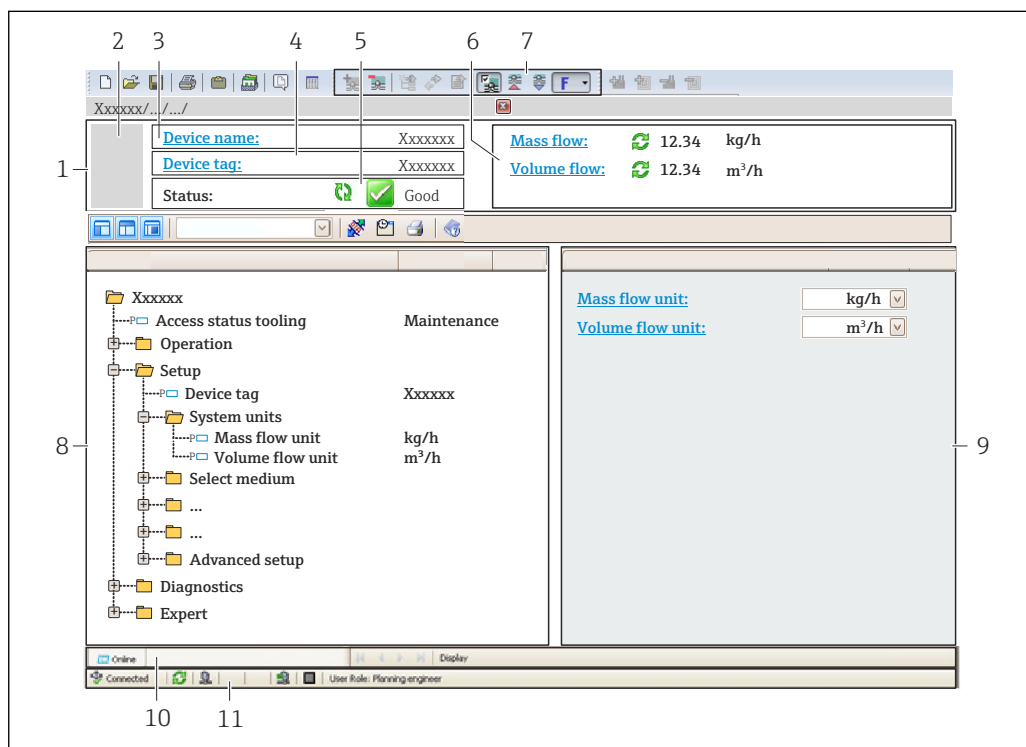 2 3 4 5 6 7
F
Xxxxxx/.../.../
1
Device name: Xxxxxxx
Device tag: Xxxxxxx
Status: Good
Mass flow: 12.34 kg/h
Volume flow: 12.34 m³/h
8
Xxxxxx
P Access status tooling Maintenance
Operation
Setup
P Device tag Xxxxxx
System units
P Mass flow unit kg/h
P Volume flow unit m³/h
Select medium
...
...
Advanced setup
Diagnostics
Expert
Mass flow unit: kg/h
Volume flow unit: m³/h
9
Online Display
Connected User Role: Planning engineer
10 11